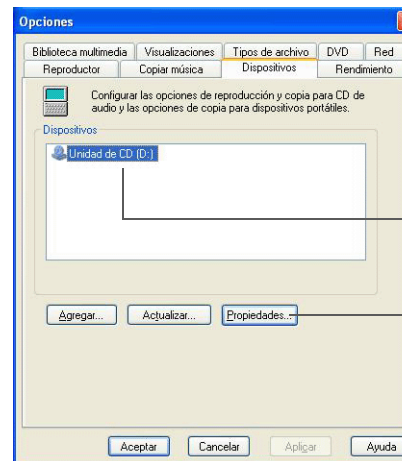 Opciones
Biblioteca multimedia Visualizaciones Tipos de archivo DVD Red
Reproductor Copiar música Dispositivos Rendimiento
Configurar las opciones de reproducción y copia para CD de
audio y las opciones de copia para dispositivos portátiles.
Dispositivos
Unidad de CD (D:)
Agregar... Actualizar... Propiedades...
Aceptar Cancelar Aplicar Ayuda